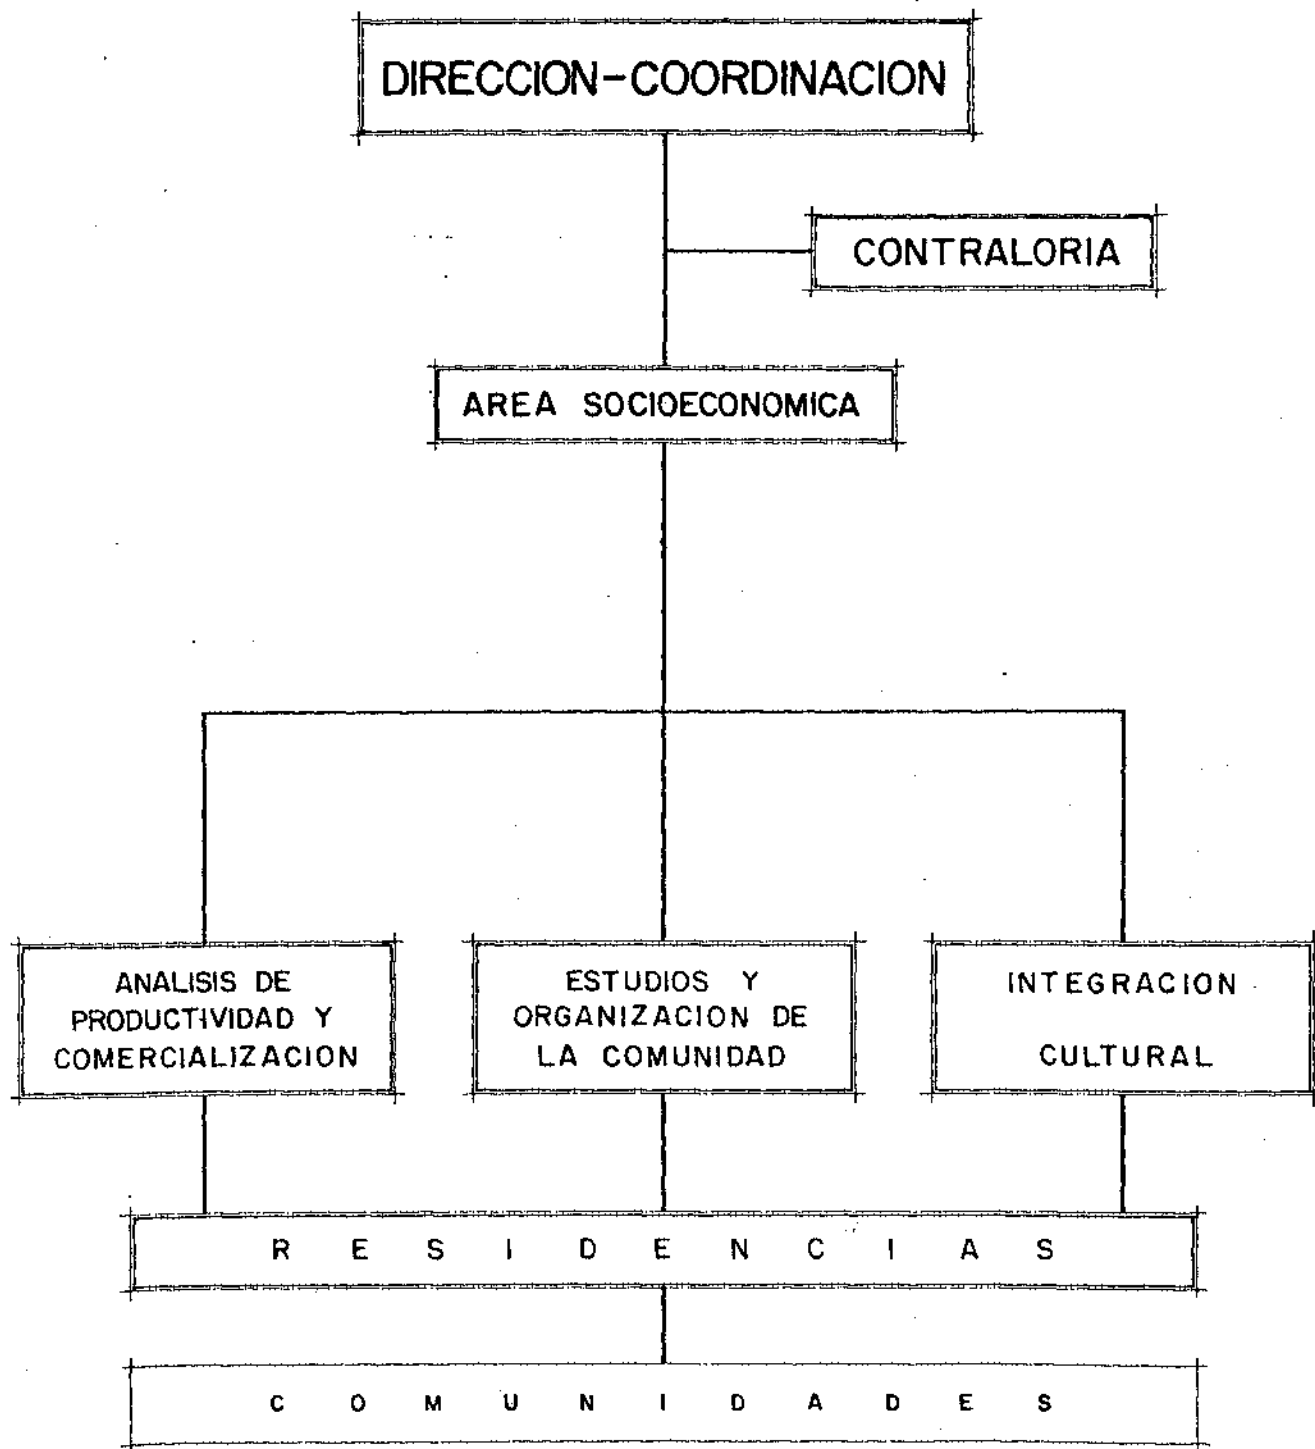 DIRECCION-COORDINACION
CONTRALORIA
AREA SOCIOECONOMICA
ANALISIS DE
PRODUCTIVIDAD Y
COMERCIALIZACION
ESTUDIOS Y
ORGANIZACION DE
LA COMUNIDAD
INTEGRACION
CULTURAL
R E S I D E N C I A S
C O M U N I D A D E S